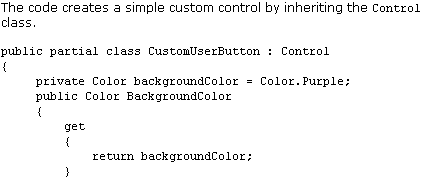 The code creates a simple custom control by inheriting the Control
class.
public partial class CustomUserButton : Control
{
private Color backgroundColor = Color.Purple;
public Color BackgroundColor
{
get
{
return backgroundColor;
}